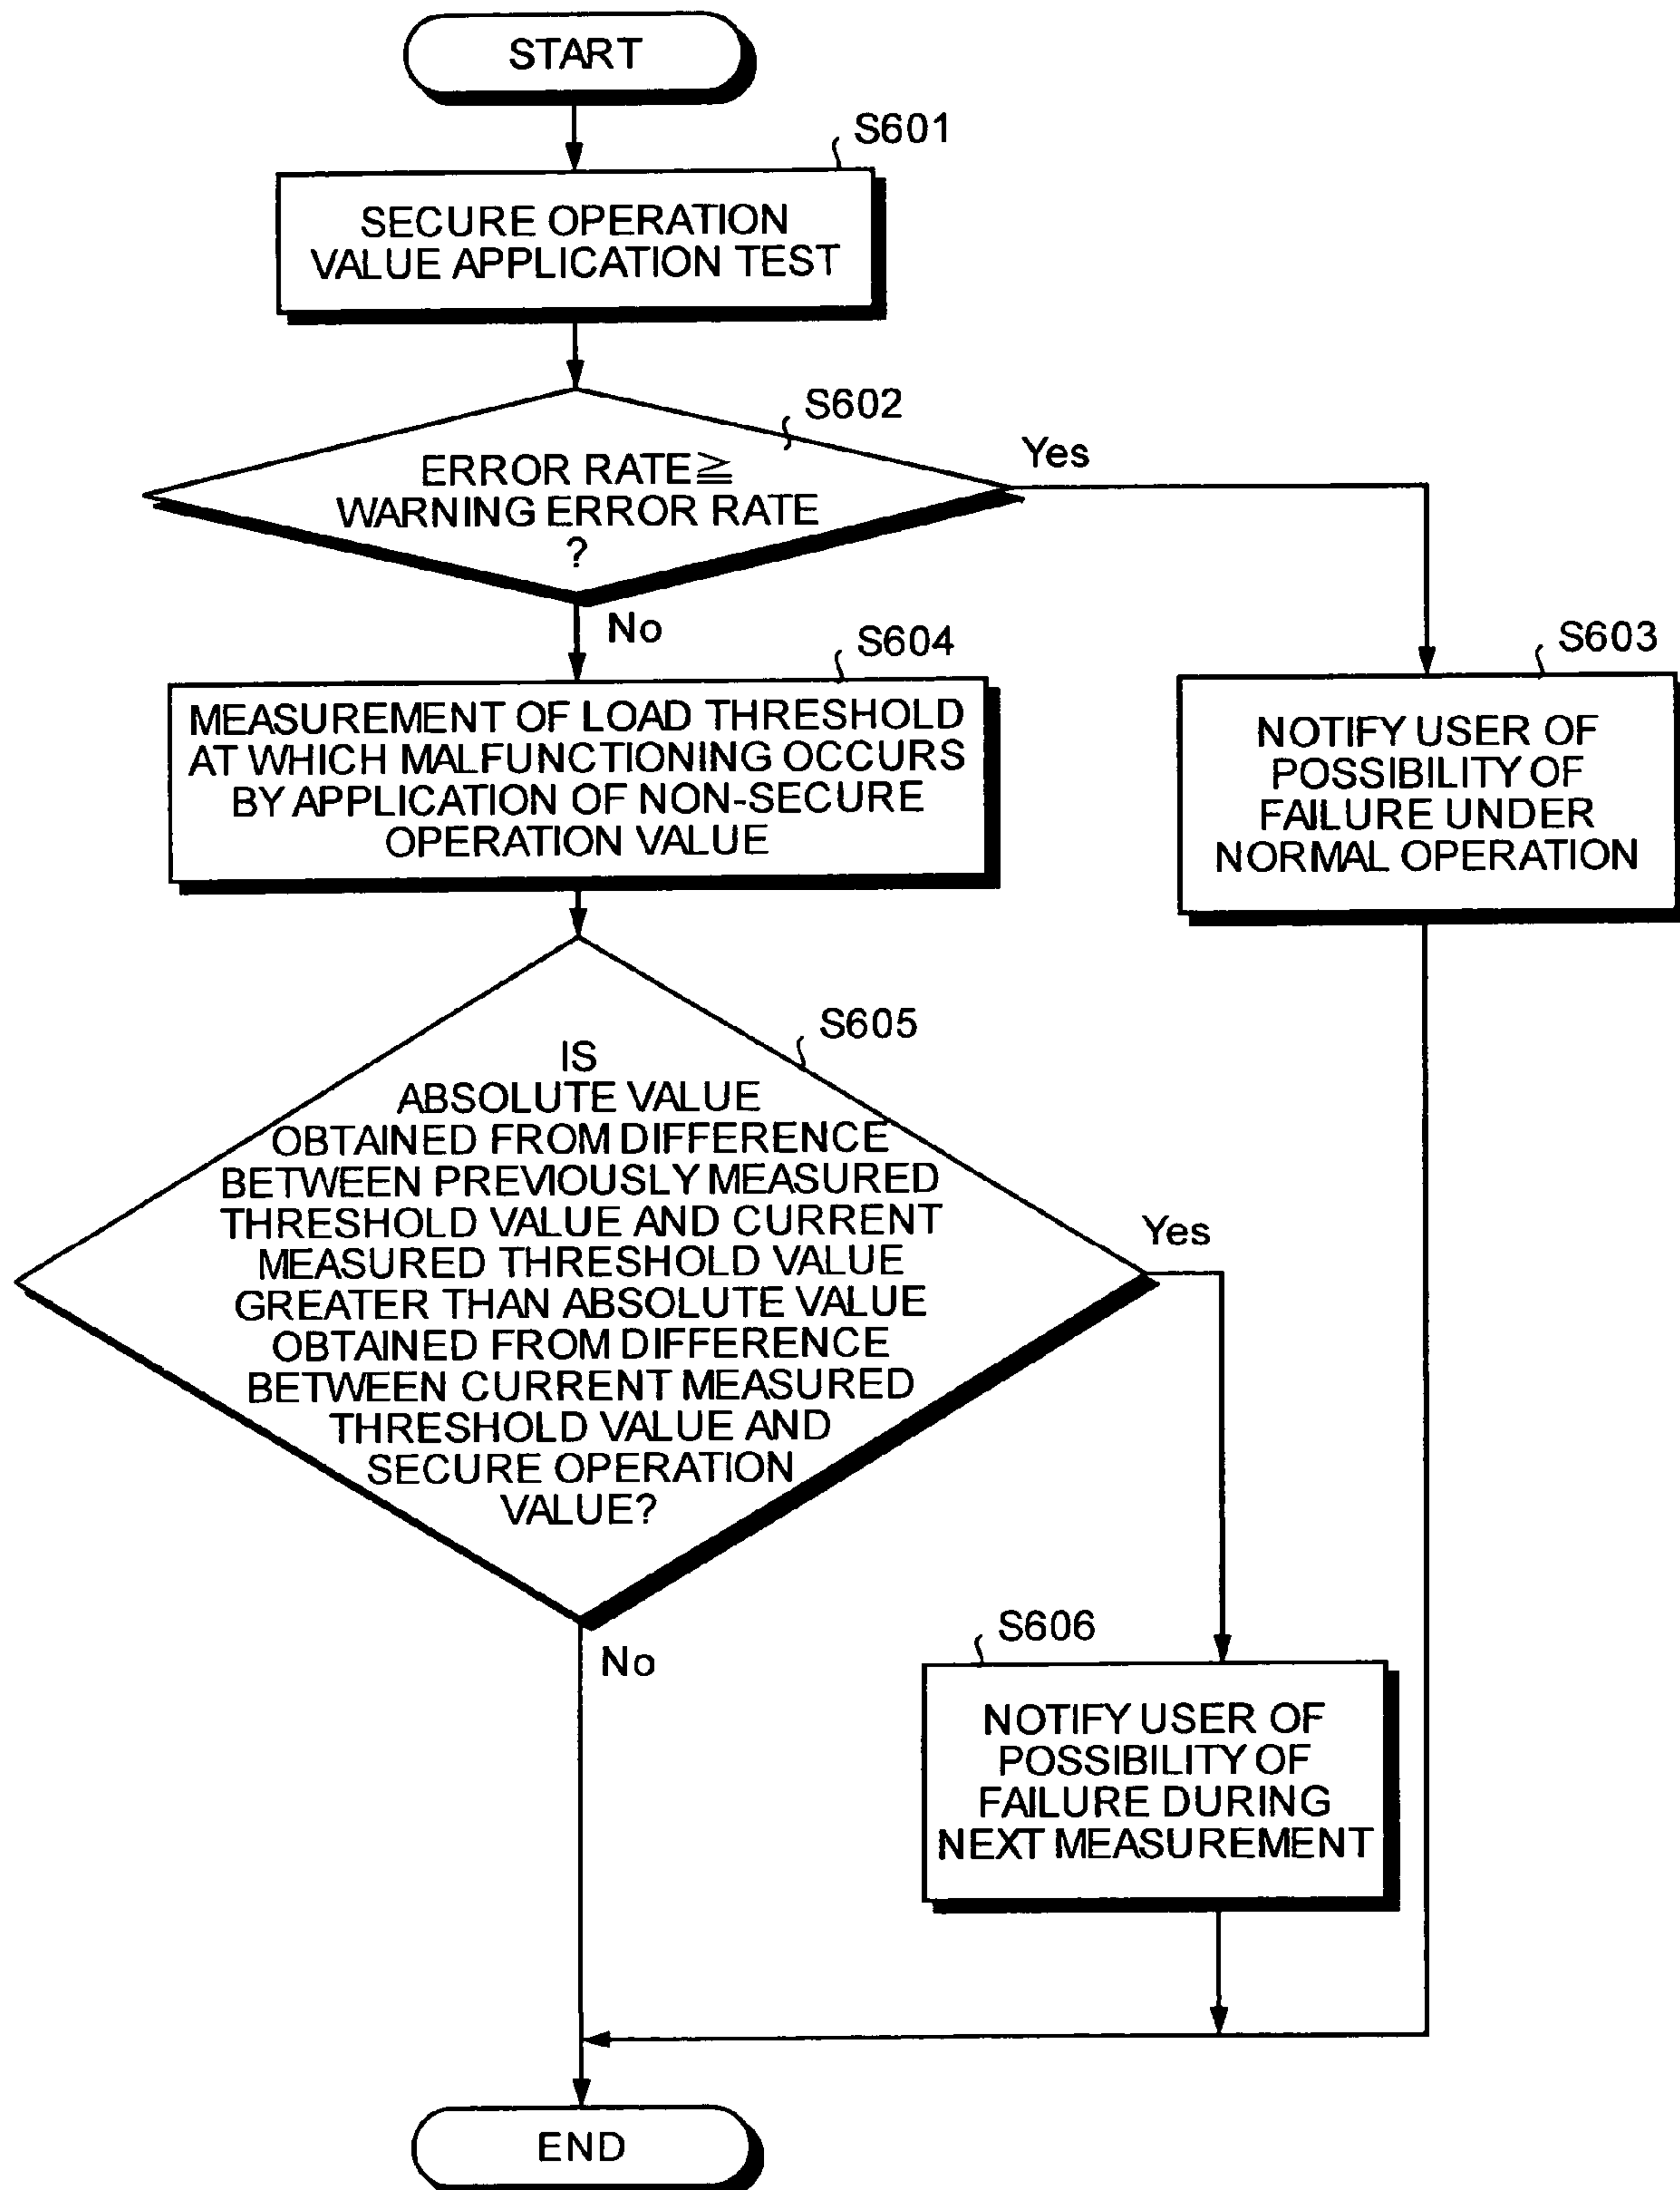 START
S601
SECURE OPERATION
VALUE APPLICATION TEST
S602
ERROR RATE≧
WARNING ERROR RATE
?
Yes
No
S603
NOTIFY USER OF
POSSIBILITY OF
FAILURE UNDER
NORMAL OPERATION
S604
MEASUREMENT OF LOAD THRESHOLD
AT WHICH MALFUNCTIONING OCCURS
BY APPLICATION OF NON-SECURE
OPERATION VALUE
S605
IS
ABSOLUTE VALUE
OBTAINED FROM DIFFERENCE
BETWEEN PREVIOUSLY MEASURED
THRESHOLD VALUE AND CURRENT
MEASURED THRESHOLD VALUE
GREATER THAN ABSOLUTE VALUE
OBTAINED FROM DIFFERENCE
BETWEEN CURRENT MEASURED
THRESHOLD VALUE AND
SECURE OPERATION
VALUE?
Yes
No
S606
NOTIFY USER OF
POSSIBILITY OF
FAILURE DURING
NEXT MEASUREMENT
END